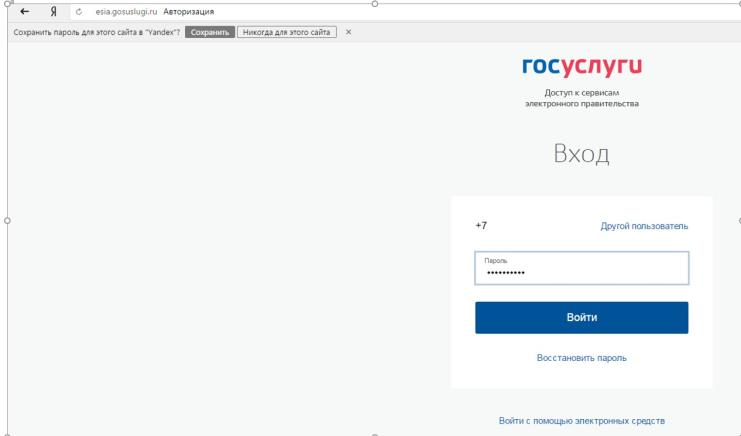 Я esia.gosuslugi.ru Авторизация
Сохранить пароль для этого сайта в "Yandex"? Сохранить Никогда для этого сайта ×
госуслуги
Доступ к сервисам
электронного правительства
Вход
+7 Другой пользователь
Пароль
••••••••••
Войти
Восстановить пароль
Войти с помощью электронных средств